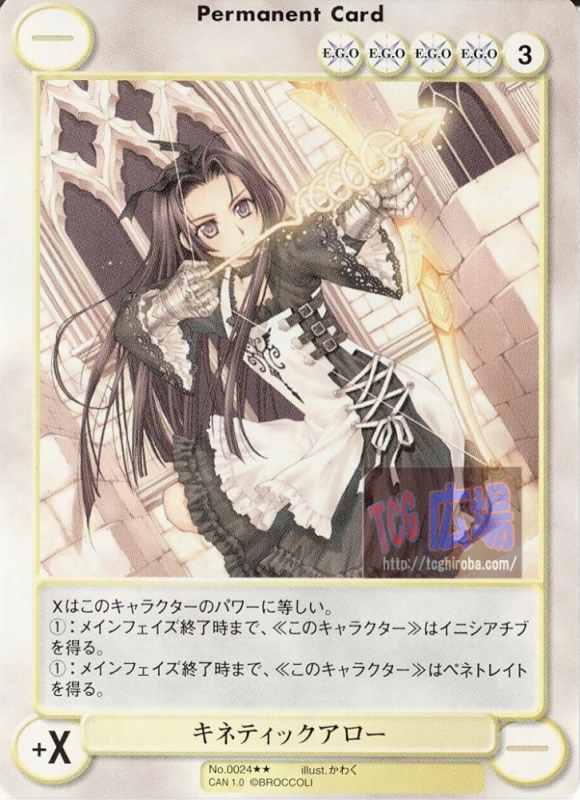 Permanent Card
—
E.G.O E.G.O E.G.O E.G.O 3
TCG 広場
http://tcghiroba.com/
Xはこのキャラクターのパワーに等しい。
①：メインフェイズ終了時まで、≪このキャラクター≫はイニシアチブ
を得る。
①：メインフェイズ終了時まで、≪このキャラクター≫はペネトレイト
を得る。
キネティックアロー
+X
—
No.0024★★ illust.かわく
CAN 1.0 ©BROCCOLI